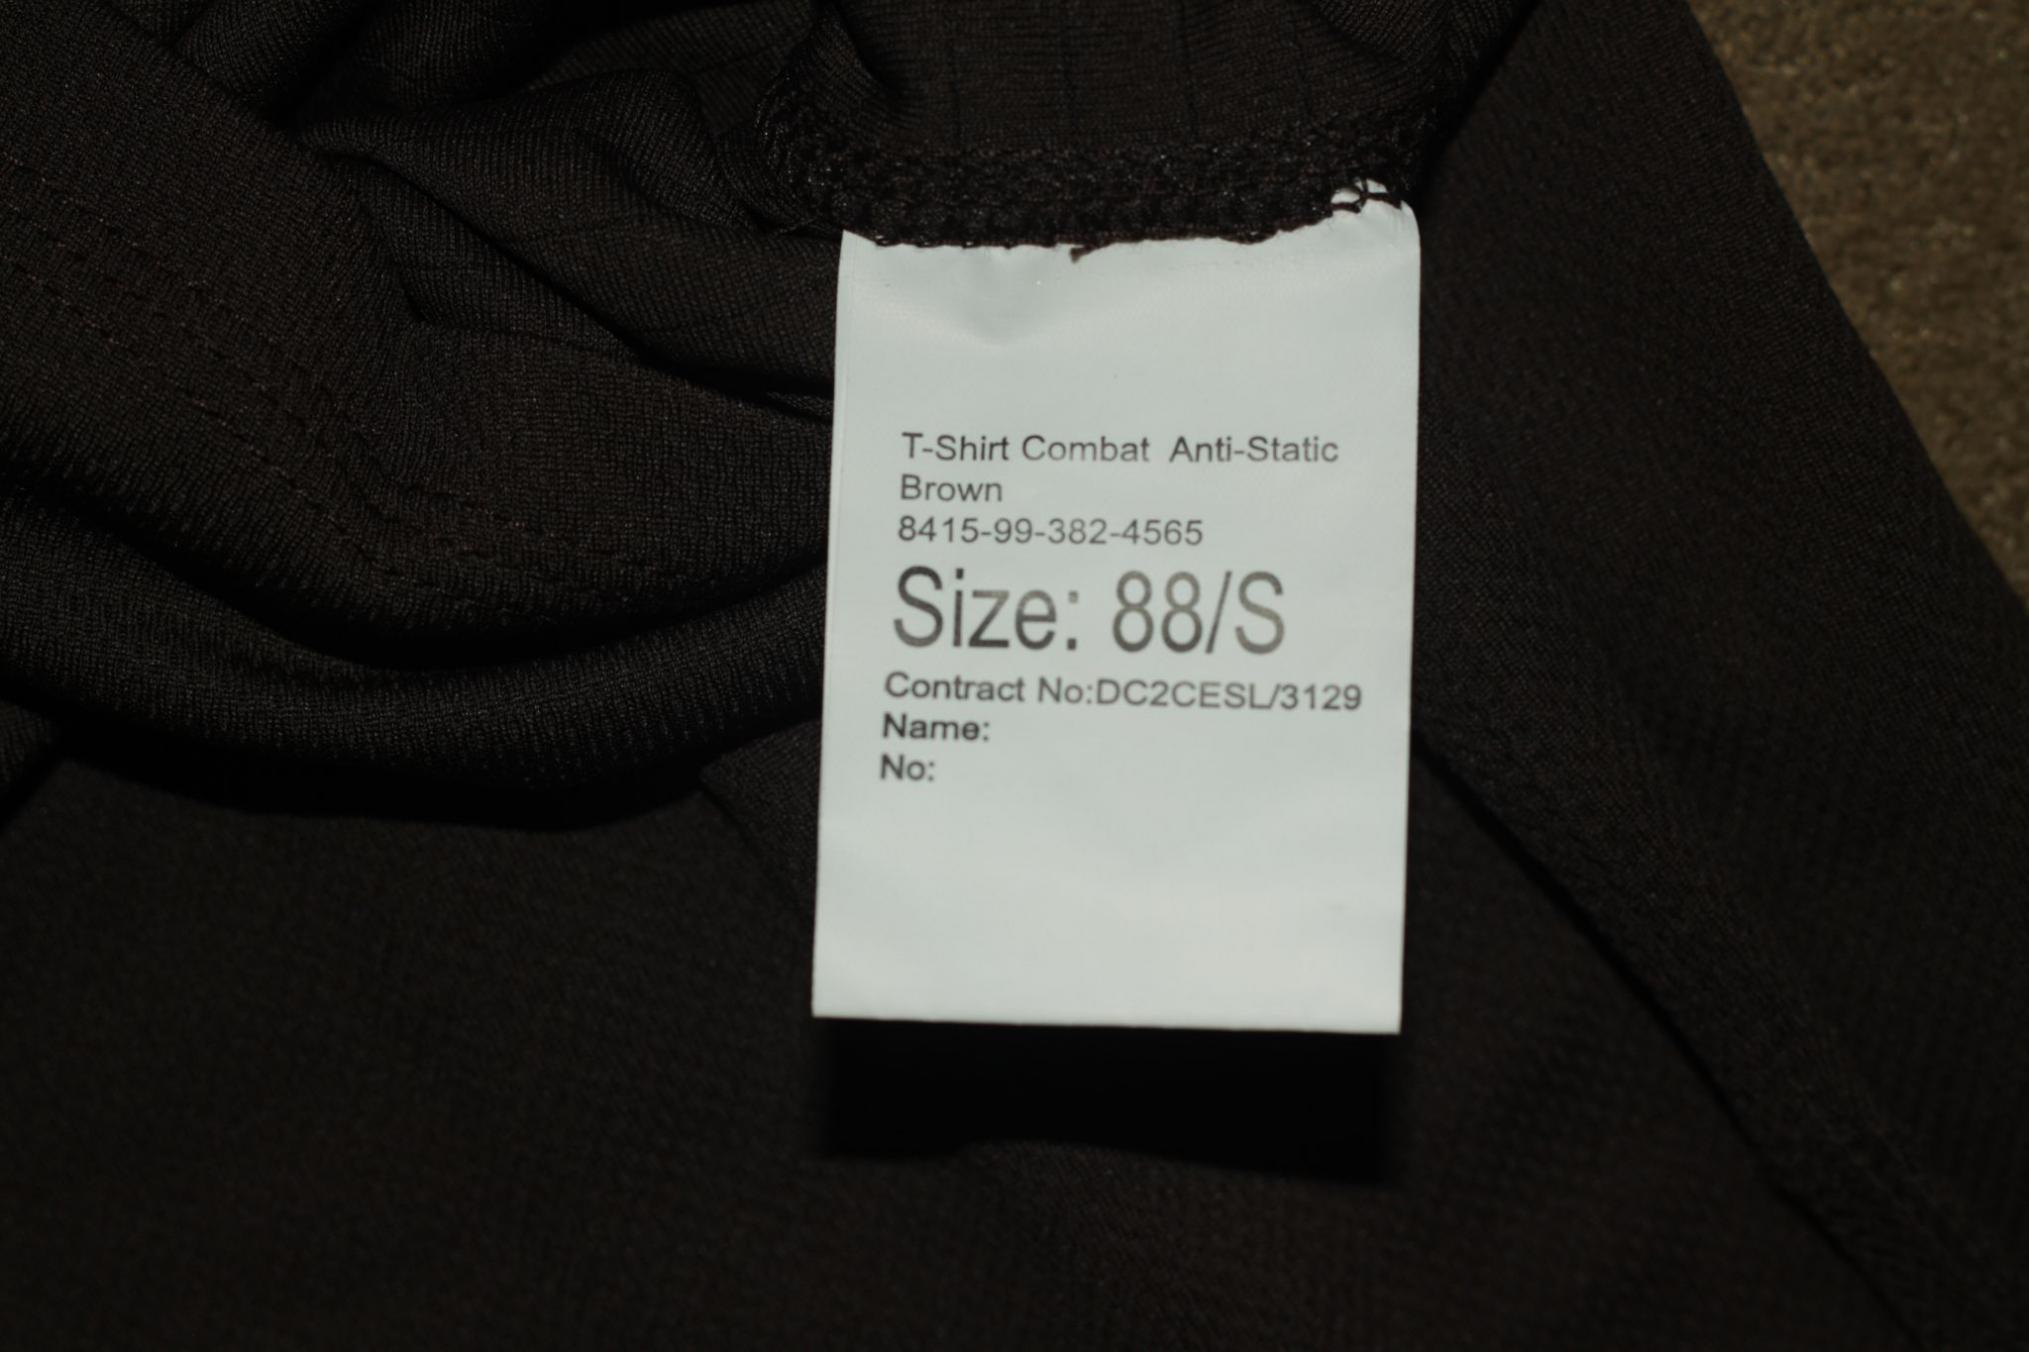 T-Shirt Combat  Anti-Static
Brown
8415-99-382-4565
Size: 88/S
Contract No:DC2CESL/3129
Name:
No: